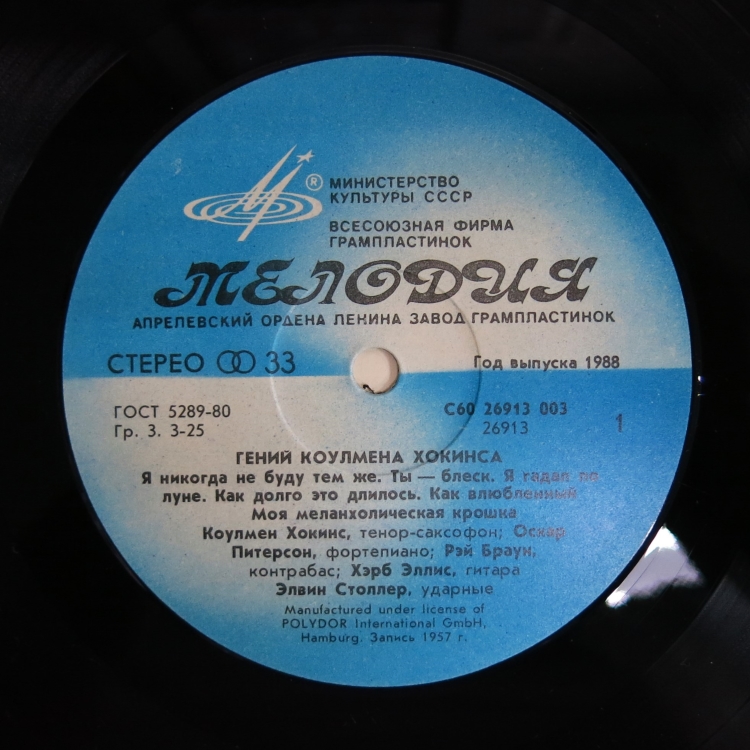 ®
МИНИСТЕРСТВО
КУЛЬТУРЫ СССР
ВСЕСОЮЗНАЯ ФИРМА
ГРАМПЛАСТИНОК
МЕЛОДИЯ
АПРЕЛЕВСКИЙ ОРДЕНА ЛЕНИНА ЗАВОД ГРАМПЛАСТИНОК
СТЕРЕО 33
Год выпуска 1988
ГОСТ 5289-80
Гр. 3. 3-25
С60 26913 003
26913
1
ГЕНИЙ КОУЛМЕНА ХОКИНСА
Я никогда не буду тем же. Ты — блеск. Я гадал по
луне. Как долго это длилось. Как влюбленный
Моя меланхолическая крошка
Коулмен Хокинс, тенор-саксофон; Оскар
Питерсон, фортепиано; Рэй Браун,
контрабас; Хэрб Эллис, гитара
Элвин Столлер, ударные
Manufactured under license of
POLYDOR International GmbH,
Hamburg. Запись 1957 г.